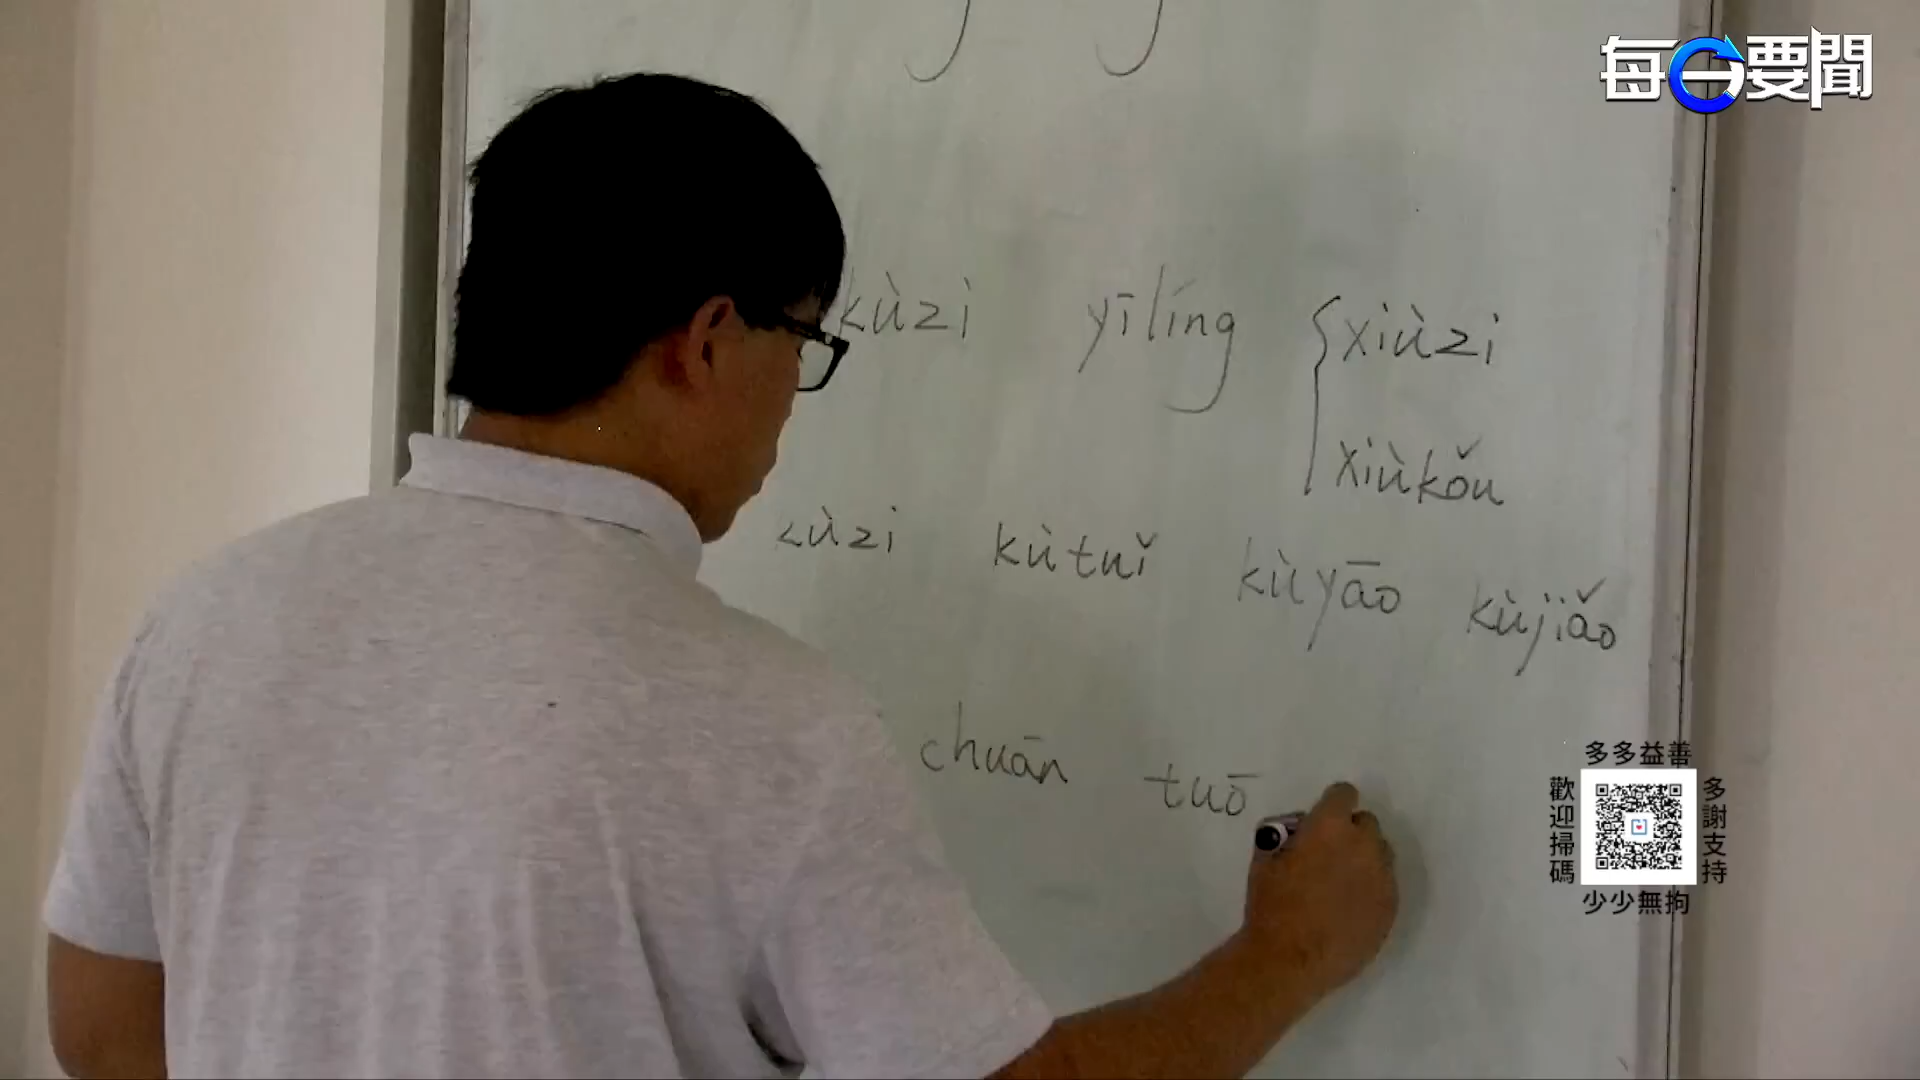 每日要聞
kùzi yīlíng xiùzi
xiùkǒu
kùzi kùtuǐ kùyāo kùjiǎo
chuān tuō
多多益善
歡迎掃碼
多謝支持
少少無拘